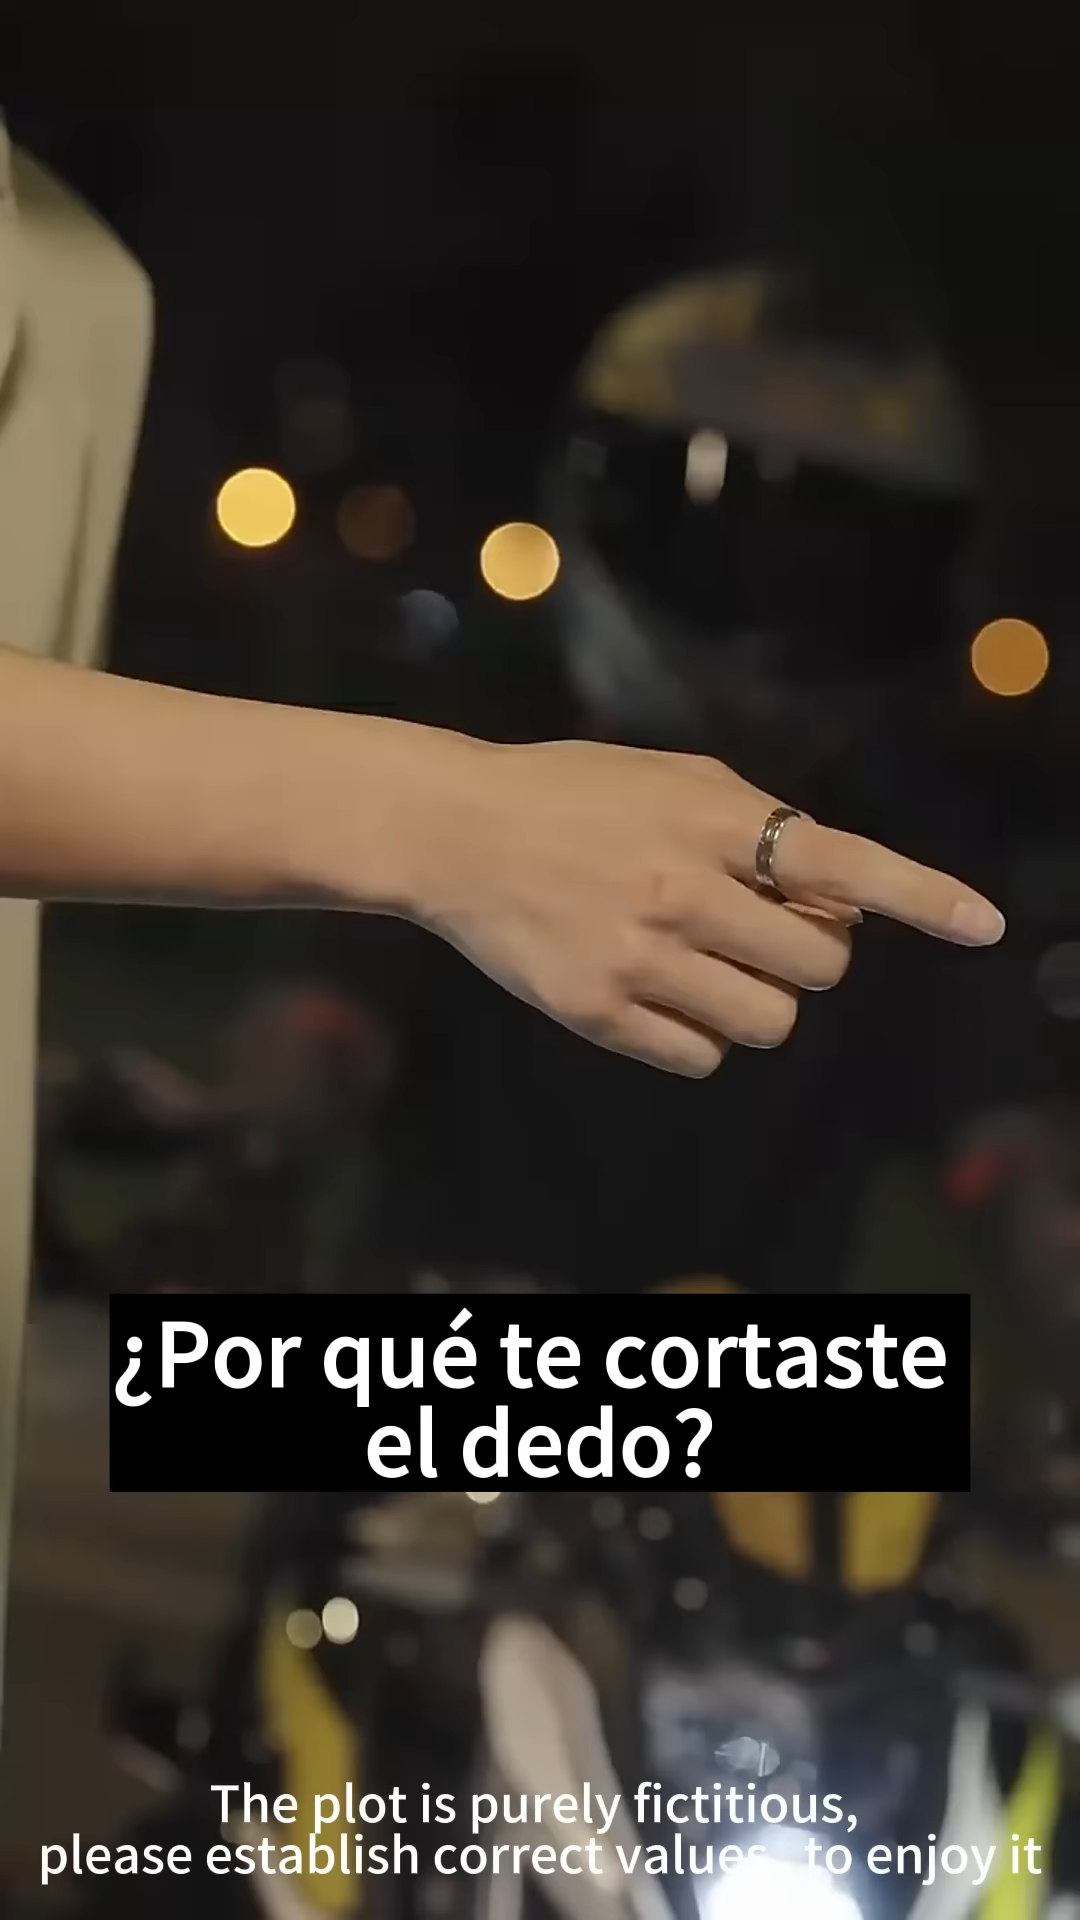 ¿Por qué te cortaste
el dedo?
The plot is purely fictitious,
please establish correct values to enjoy it